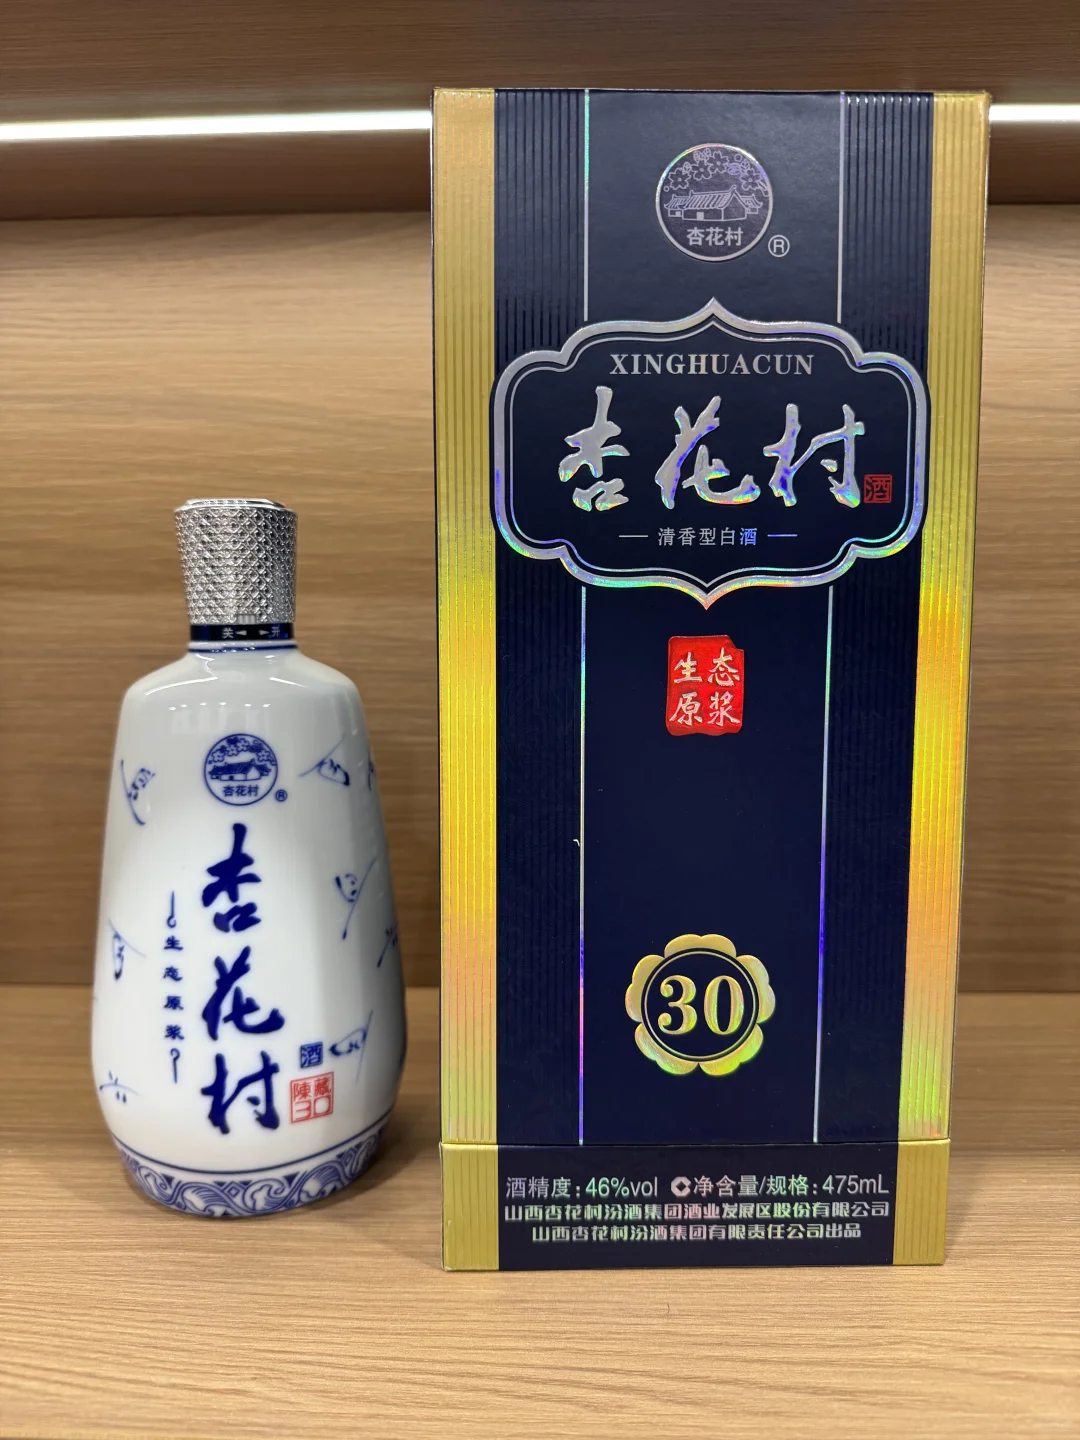 杏花村
®
XINGHUACUN
杏花村
酒
清香型白酒
生态
原浆
30
酒精度:46%vol 净含量/规格:475mL
山西杏花村汾酒集团酒业发展区股份有限公司
山西杏花村汾酒集团有限责任公司出品
关 开
杏花村
®
杏花村
酒
生态原浆
陳藏
30